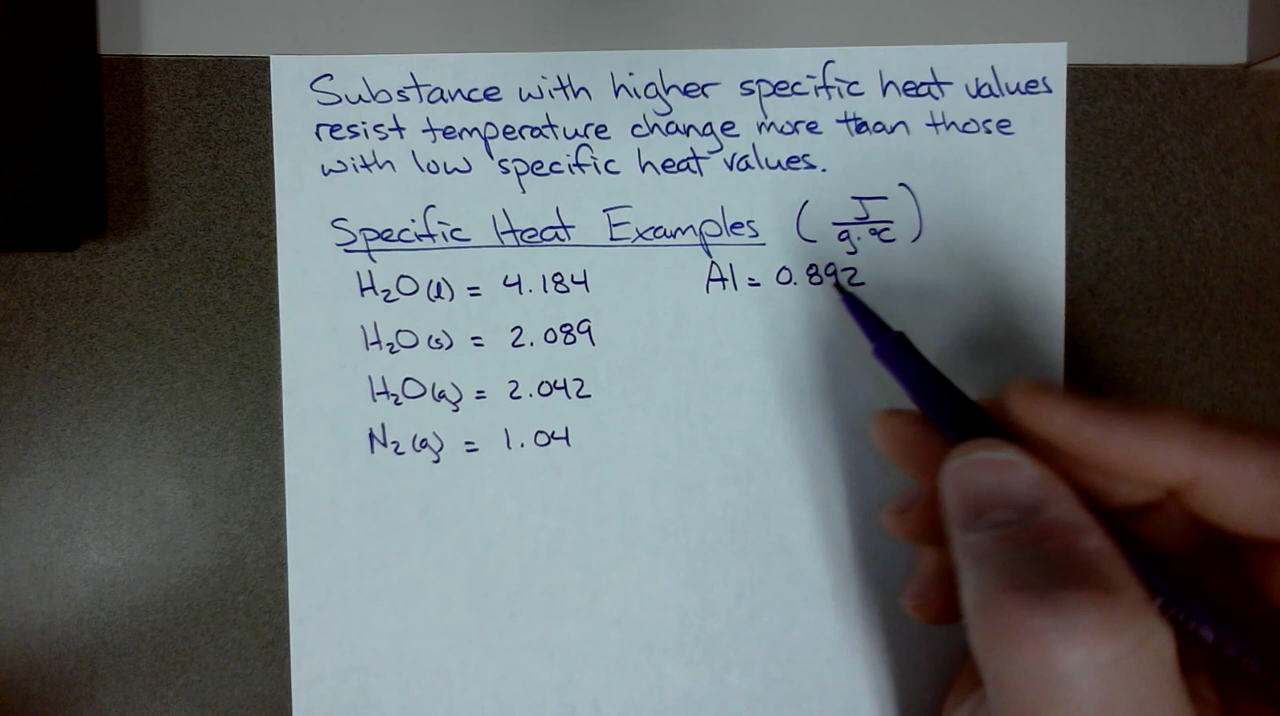 Substance with higher specific heat values
resist temperature change more than those
with low specific heat values.
Specific Heat Examples (J/g·°C)
H₂O(l) = 4.184
Al = 0.892
H₂O(s) = 2.089
H₂O(g) = 2.042
N₂(g) = 1.04